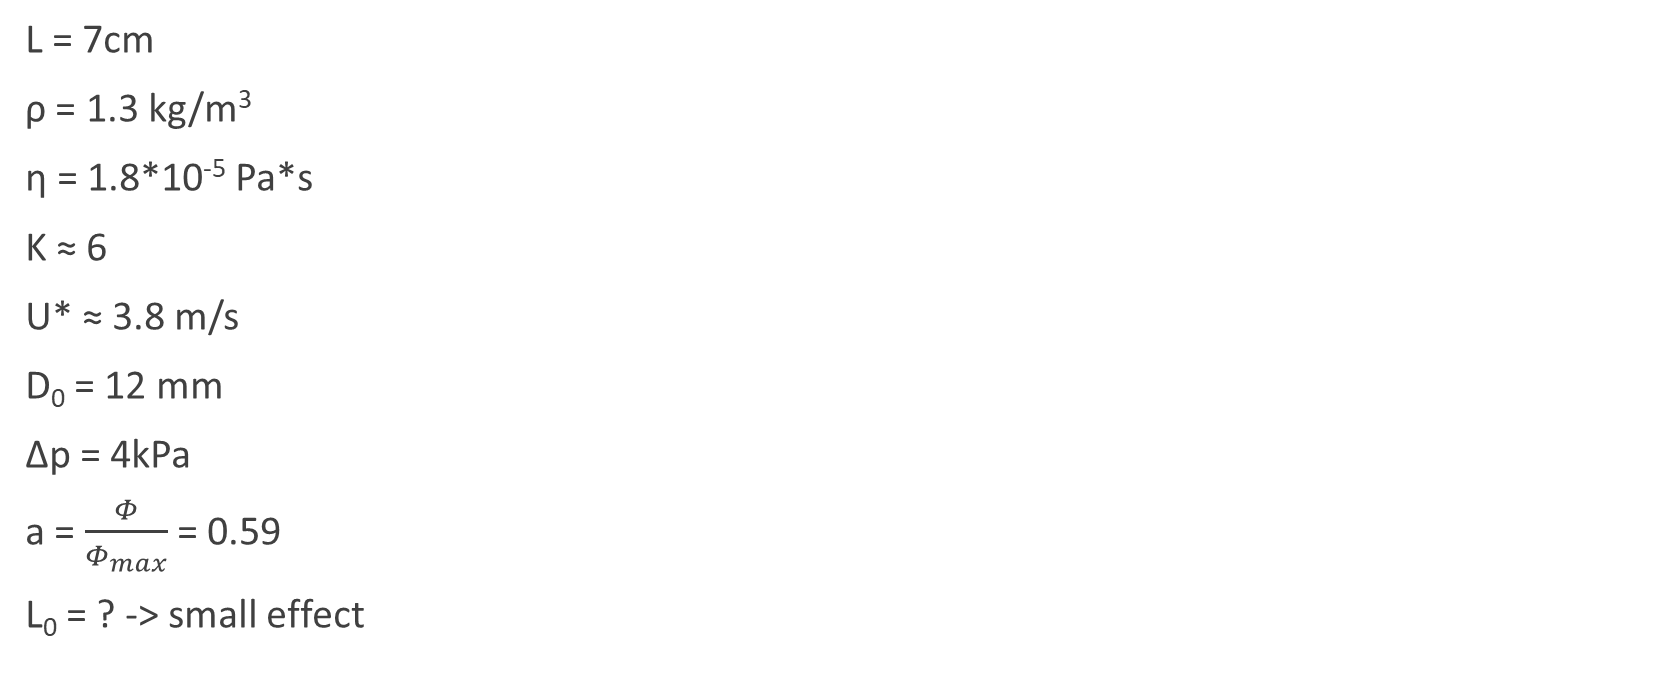 L = 7cm
ρ = 1.3 kg/m³
η = 1.8*10⁻⁵ Pa*s
K ≈ 6
U* ≈ 3.8 m/s
D₀ = 12 mm
Δp = 4kPa
a = Φ/Φₘₐₓ = 0.59
L₀ = ? -> small effect